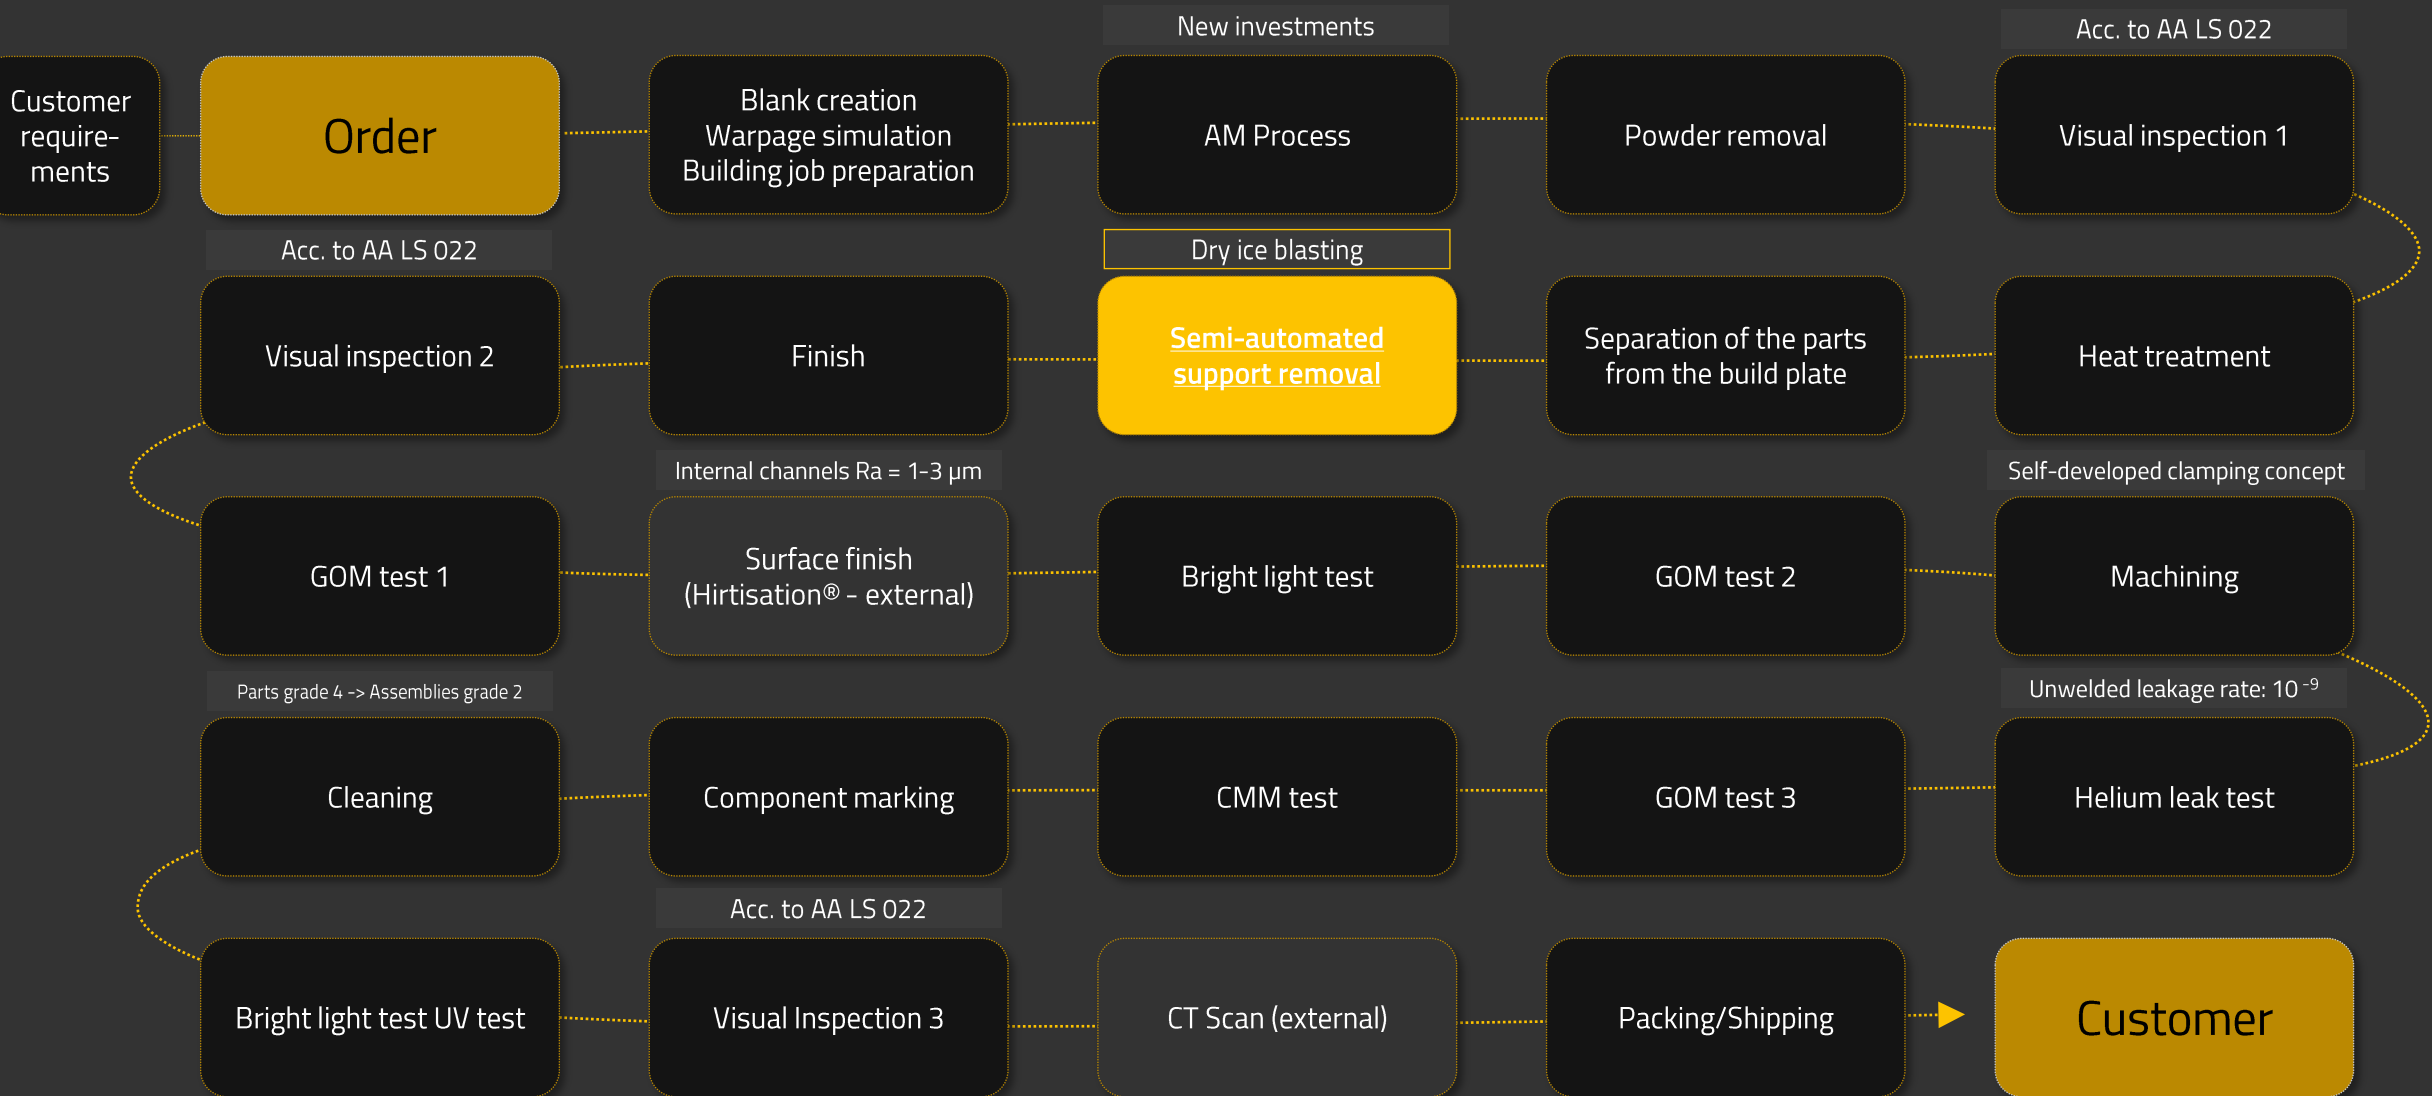 New investments
Acc. to AA LS 022
Customer
require-
ments
Order
Blank creation
Warpage simulation
Building job preparation
AM Process
Powder removal
Visual inspection 1
Acc. to AA LS 022
Dry ice blasting
Visual inspection 2
Finish
Semi-automated
support removal
Separation of the parts
from the build plate
Heat treatment
Internal channels Ra = 1-3 µm
Self-developed clamping concept
GOM test 1
Surface finish
(Hirtisation® - external)
Bright light test
GOM test 2
Machining
Parts grade 4 -> Assemblies grade 2
Unwelded leakage rate: 10 -9
Cleaning
Component marking
CMM test
GOM test 3
Helium leak test
Acc. to AA LS 022
Bright light test UV test
Visual Inspection 3
CT Scan (external)
Packing/Shipping
Customer